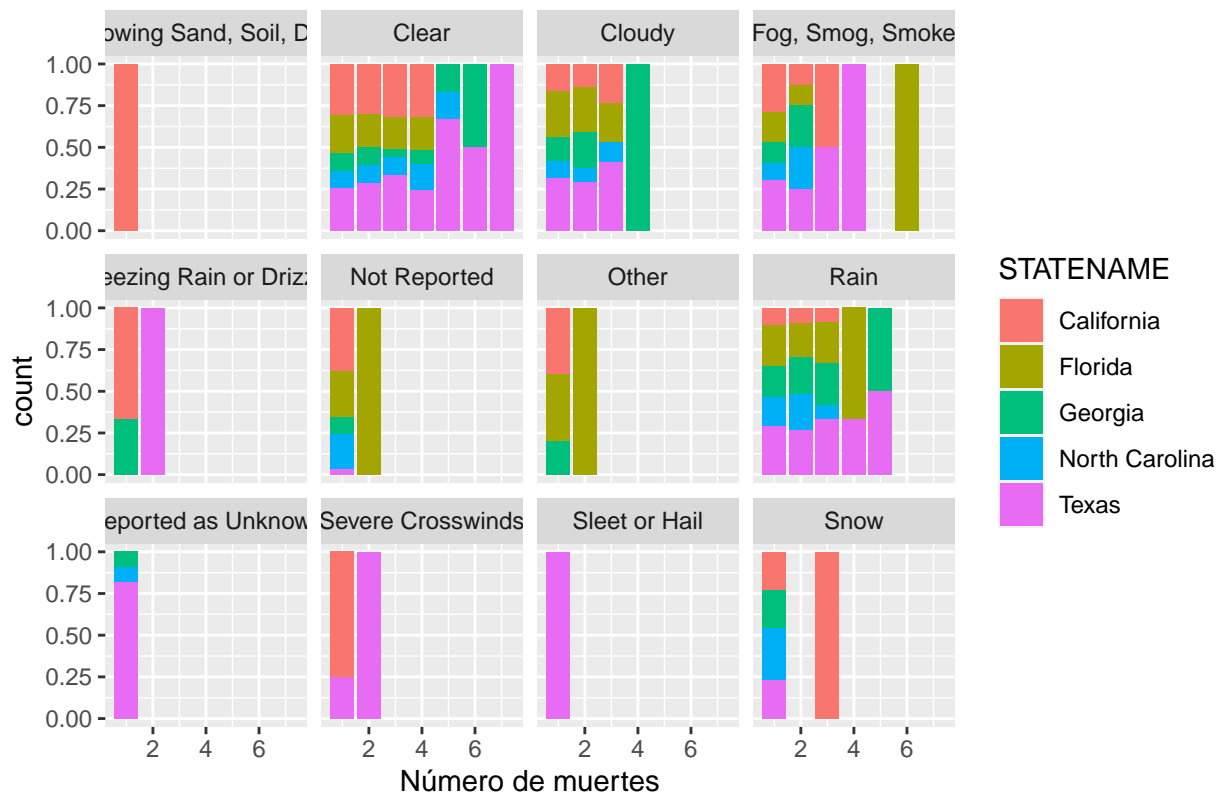 owing Sand, Soil, D
Clear
Cloudy
Fog, Smog, Smoke
1.00
0.75
0.50
0.25
0.00
eezing Rain or Drizz
Not Reported
Other
Rain
1.00
0.75
0.50
0.25
0.00
eported as Unknow
Severe Crosswinds
Sleet or Hail
Snow
1.00
0.75
0.50
0.25
0.00
2 4 6
2 4 6
2 4 6
2 4 6
Número de muertes
count
STATENAME
California
Florida
Georgia
North Carolina
Texas